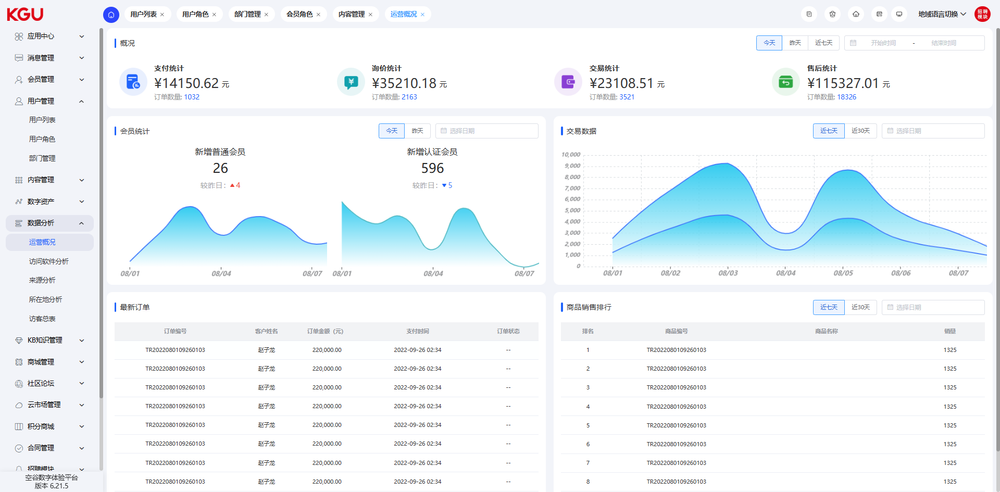 KGU
用户列表 ×
用户角色 ×
部门管理 ×
会员角色 ×
内容管理 ×
运营概况 ×
地域语言切换
招聘
模块
应用中心
消息管理
会员管理
用户管理
用户列表
用户角色
部门管理
内容管理
数字资产
数据分析
运营概况
访问软件分析
来源分析
所在地分析
访客总表
KB知识管理
商城管理
社区论坛
云市场管理
积分商城
合同管理
招聘模块
空谷数字体验平台
版本 6.21.5
概况
今天 昨天 近七天 开始时间 - 结束时间
支付统计
¥14150.62 元
订单数量: 1032
询价统计
¥35210.18 元
订单数量: 2163
交易统计
¥23108.51 元
订单数量: 3521
售后统计
¥115327.01 元
订单数量: 18326
会员统计
今天 昨天 选择日期
新增普通会员
26
较昨日: 4
08/01 08/04 08/07
新增认证会员
596
较昨日: 5
08/01 08/04 08/07
交易数据
近七天 近30天 选择日期
10,000
9,000
8,000
7,000
6,000
5,000
4,000
3,000
2,000
1,000
0
08/01 08/02 08/03 08/04 08/05 08/06 08/07
最新订单
订单编号 客户姓名 订单金额（元） 支付时间 订单状态
TR2022080109260103 赵子龙 220,000.00 2022-09-26 02:34 --
TR2022080109260103 赵子龙 220,000.00 2022-09-26 02:34 --
TR2022080109260103 赵子龙 220,000.00 2022-09-26 02:34 --
TR2022080109260103 赵子龙 220,000.00 2022-09-26 02:34 --
TR2022080109260103 赵子龙 220,000.00 2022-09-26 02:34 --
TR2022080109260103 赵子龙 220,000.00 2022-09-26 02:34 --
TR2022080109260103 赵子龙 220,000.00 2022-09-26 02:34 --
TR2022080109260103 赵子龙 220,000.00 2022-09-26 02:34 --
商品销售排行
近七天 近30天 选择日期
排名 商品编号 商品名称 销量
1 TR2022080109260103 1325
2 TR2022080109260103 1325
3 TR2022080109260103 1325
4 TR2022080109260103 1325
5 TR2022080109260103 1325
6 TR2022080109260103 1325
7 TR2022080109260103 1325
8 TR2022080109260103 1325